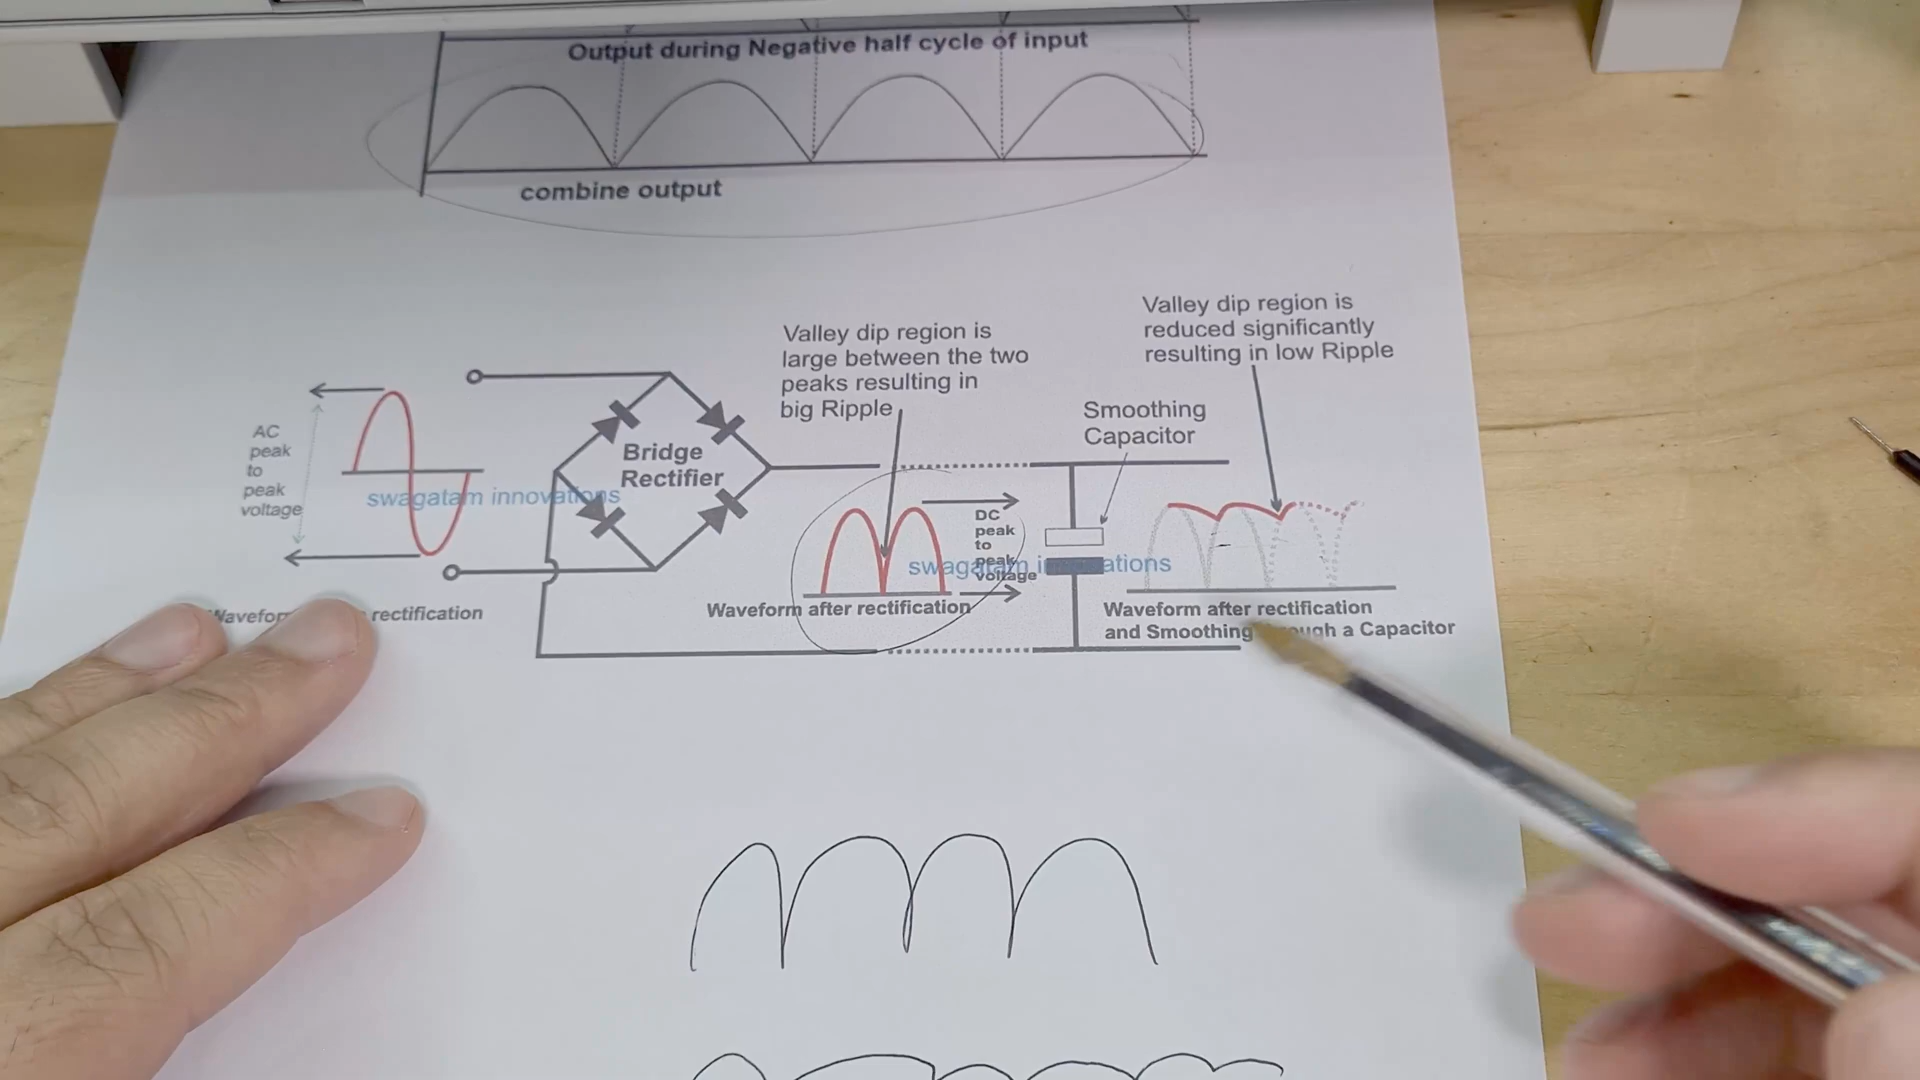 Output during Negative half cycle of input
combine output
Valley dip region is
large between the two
peaks resulting in
big Ripple
Valley dip region is
reduced significantly
resulting in low Ripple
Smoothing
Capacitor
AC
peak
to
peak
voltage
Bridge
Rectifier
swagatam innovations
DC
peak
to
peak
voltage
swagatam innovations
rectification
Waveform after rectification
Waveform after rectification
and Smoothing a Capacitor